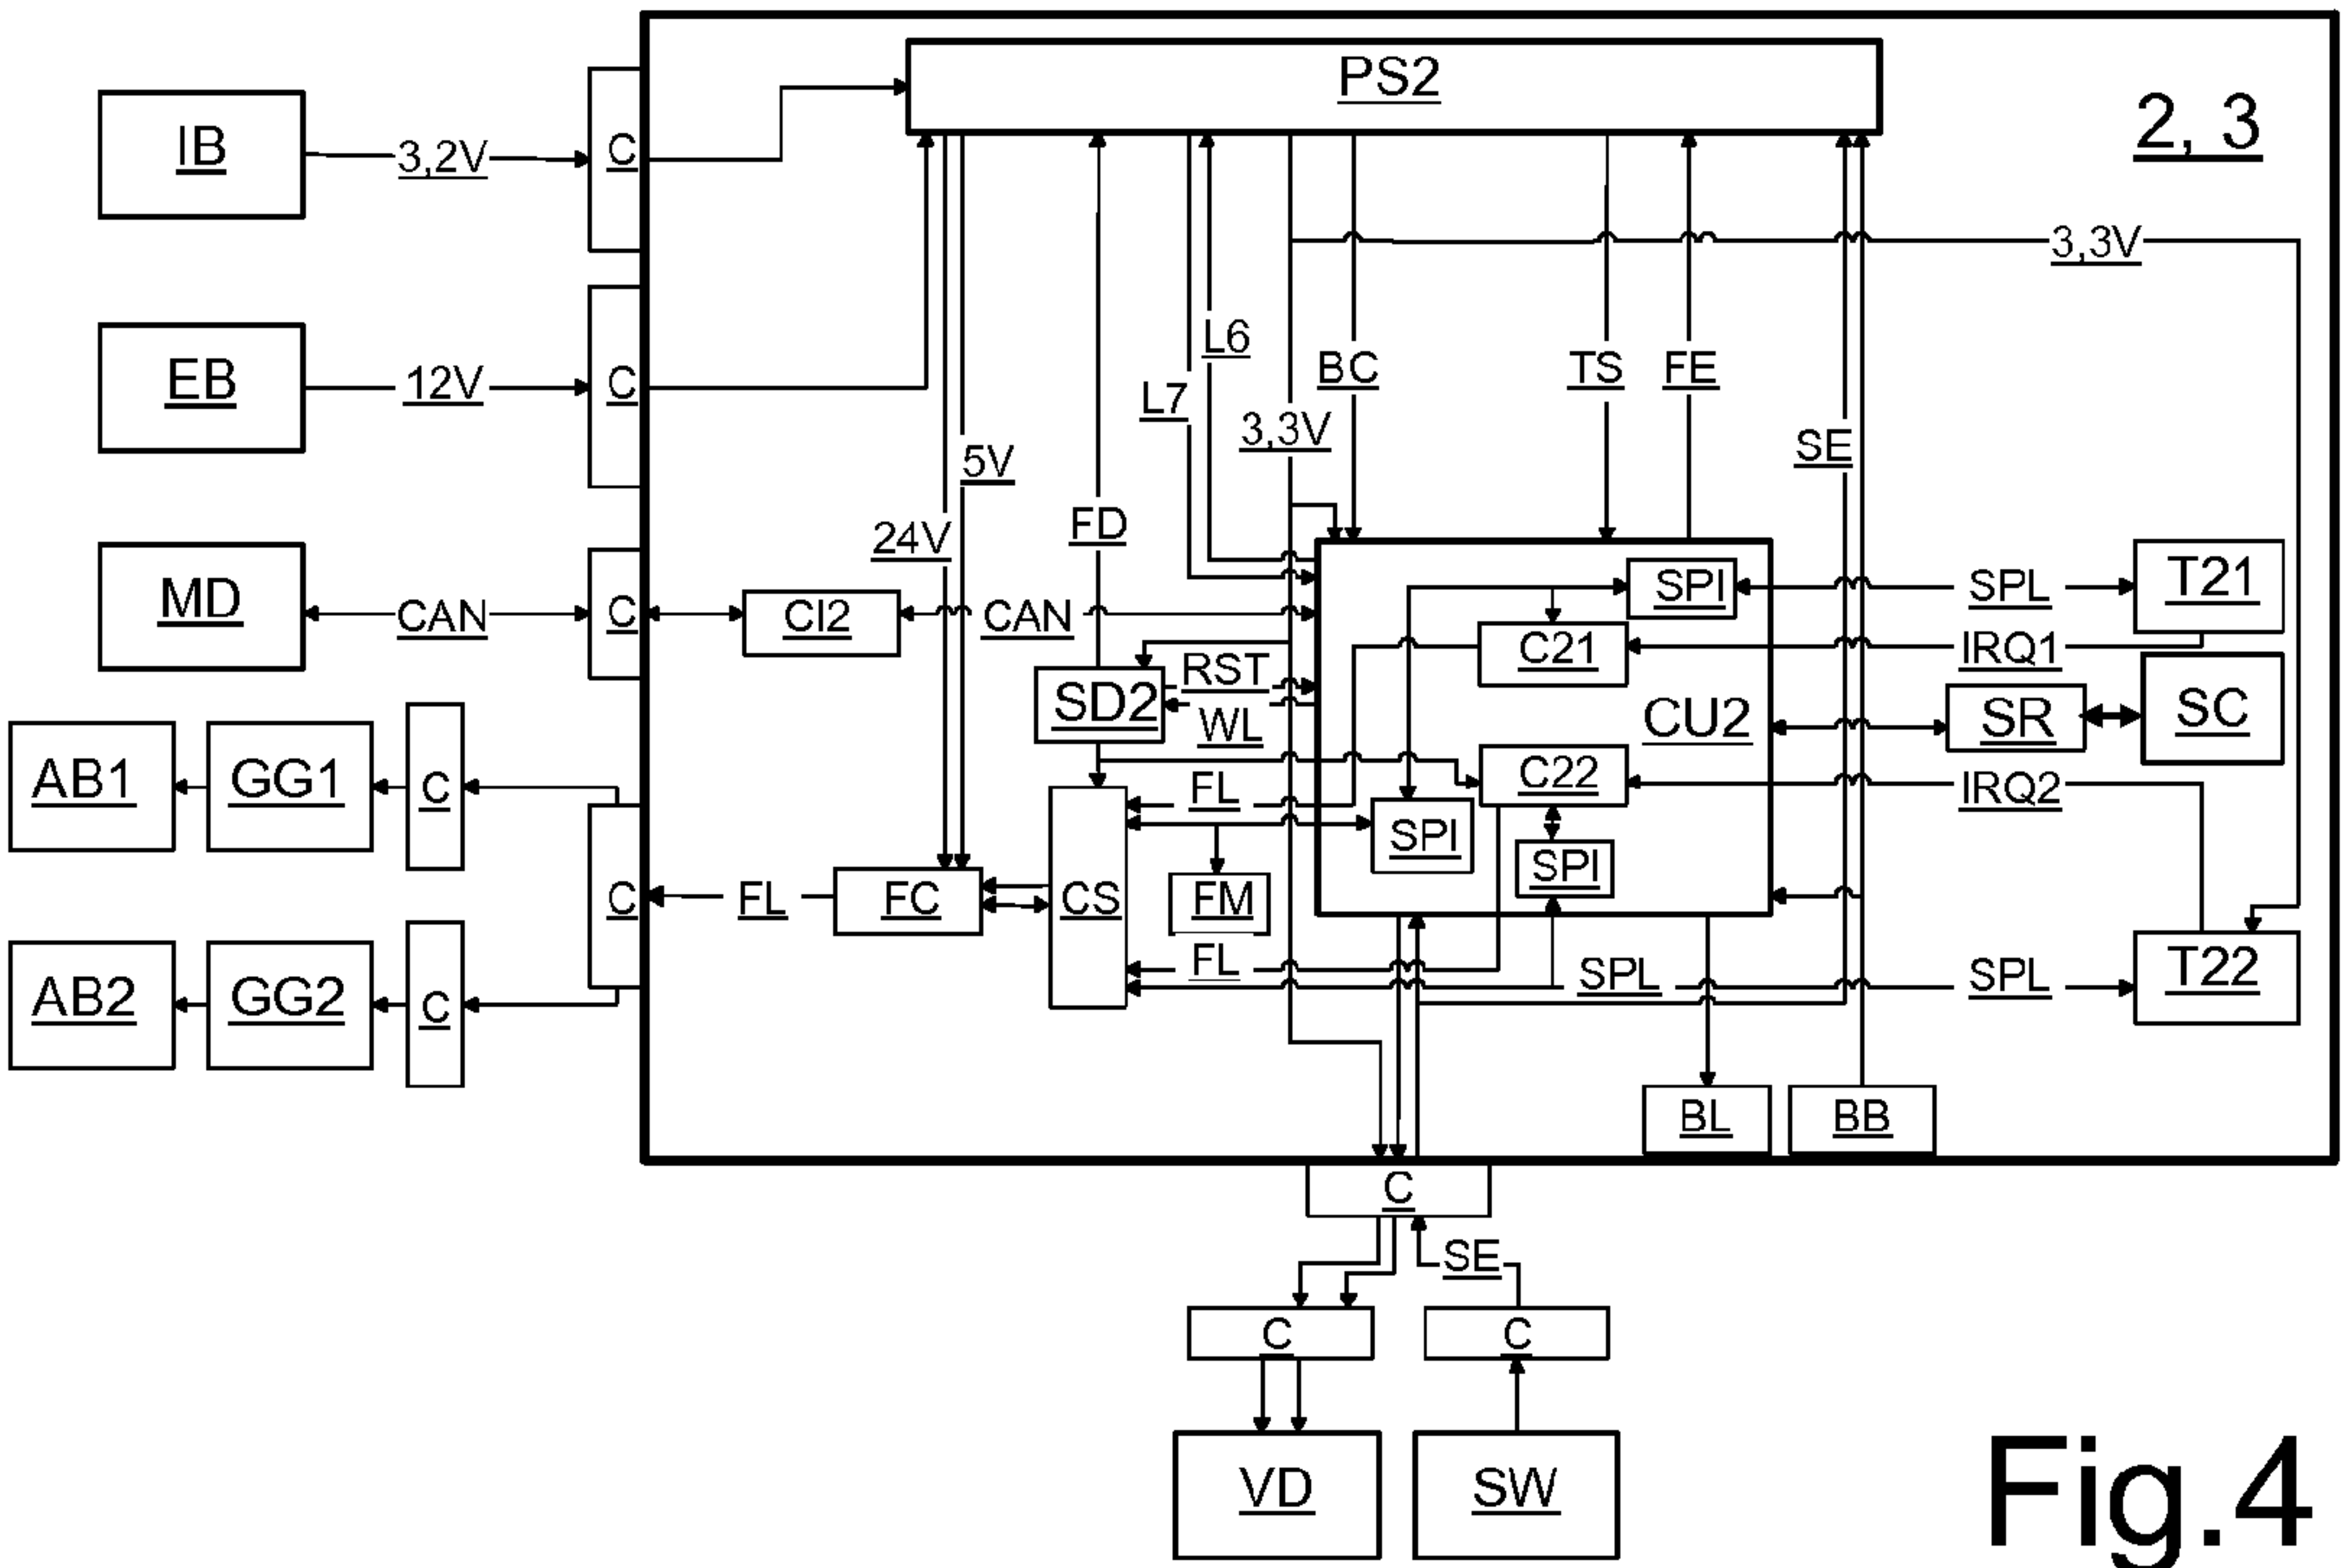 PS2
2, 3
IB
3,2V
C
3,3V
L6
EB
12V
C
L7
BC
TS
FE
3,3V
SE
5V
24V
FD
MD
CAN
C
CI2
CAN
SPI
SPL
T21
C21
IRQ1
SD2
RST
WL
CU2
SR
SC
AB1
GG1
C
FL
C22
IRQ2
SPI
SPI
C
FL
FC
CS
FM
AB2
GG2
C
FL
SPL
SPL
T22
BL
BB
C
SE
C
C
VD
SW
Fig.4